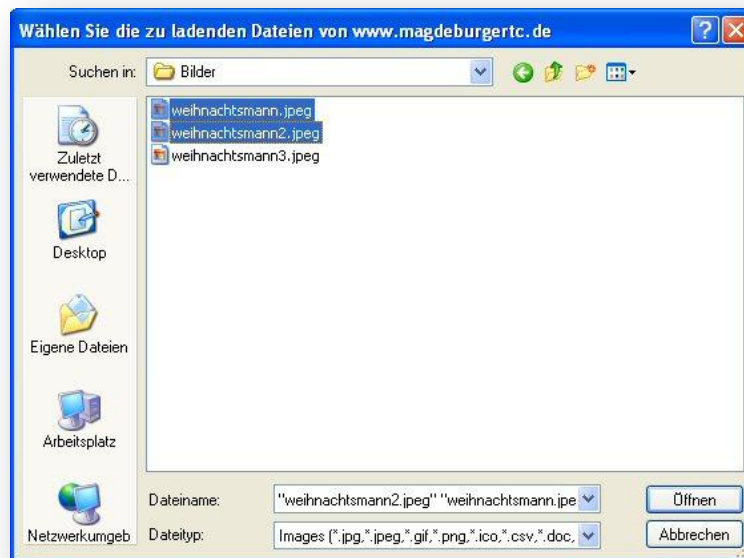 Wählen Sie die zu ladenden Dateien von www.magdeburgertc.de
Suchen in:
Bilder
weihnachtsmann.jpeg
weihnachtsmann2.jpeg
weihnachtsmann3.jpeg
Zuletzt
verwendete D...
Desktop
Eigene Dateien
Arbeitsplatz
Netzwerkumgeb
Dateiname:
"weihnachtsmann2.jpeg" "weihnachtsmann.jpe
Öffnen
Dateityp:
Images (*.jpg,*.jpeg,*.gif,*.png,*.ico,*.csv,*.doc,
Abbrechen